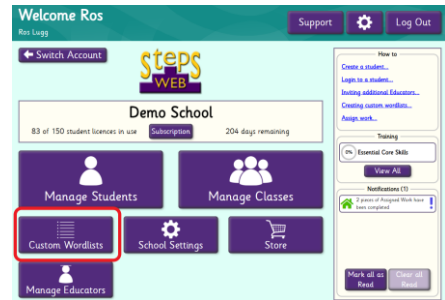 Welcome Ros
Ros Lugg
Support
Log Out
Switch Account
steps
WEB
Demo School
83 of 150 student licences in use
Subscription
204 days remaining
Manage Students
Manage Classes
Custom Wordlists
School Settings
Store
Manage Educators
How to
Create a student...
Login to a student...
Inviting additional Educators...
Creating custom wordlists...
Assign work...
Training
0%
Essential Core Skills
View All
Notifications (1)
2 pieces of Assigned Work have
been completed
!
Mark all as
Read
Clear all
Read